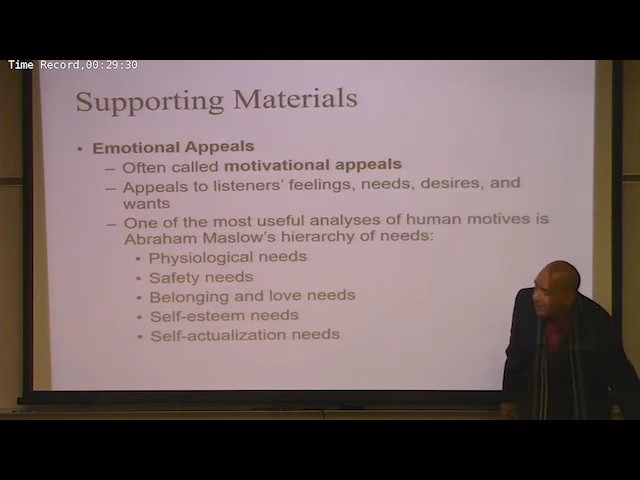 Time Record,00:29:30
Supporting Materials
• Emotional Appeals
– Often called motivational appeals
– Appeals to listeners' feelings, needs, desires, and
wants
– One of the most useful analyses of human motives is
Abraham Maslow's hierarchy of needs:
• Physiological needs
• Safety needs
• Belonging and love needs
• Self-esteem needs
• Self-actualization needs